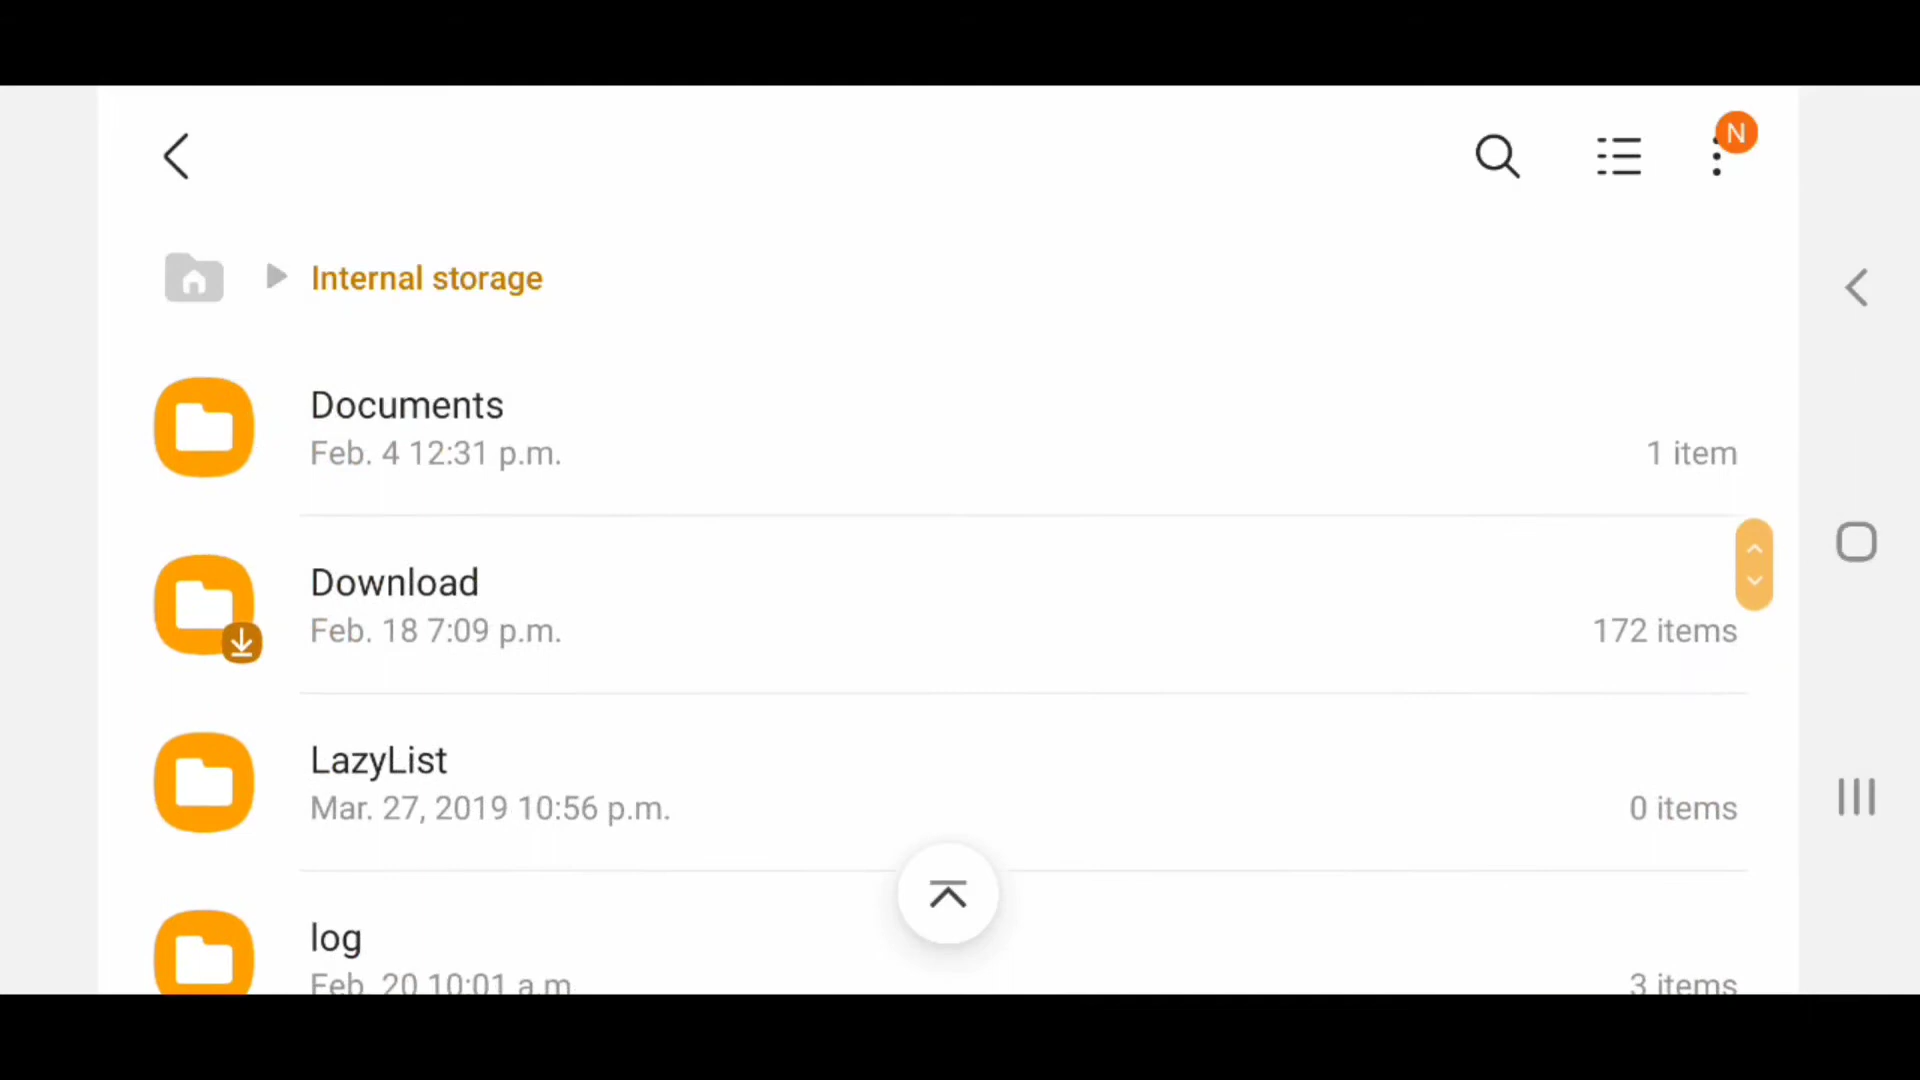 N
Internal storage
Documents
Feb. 4 12:31 p.m.
1 item
Download
Feb. 18 7:09 p.m.
172 items
LazyList
Mar. 27, 2019 10:56 p.m.
0 items
log
Feb. 20 10:01 a.m.
3 items